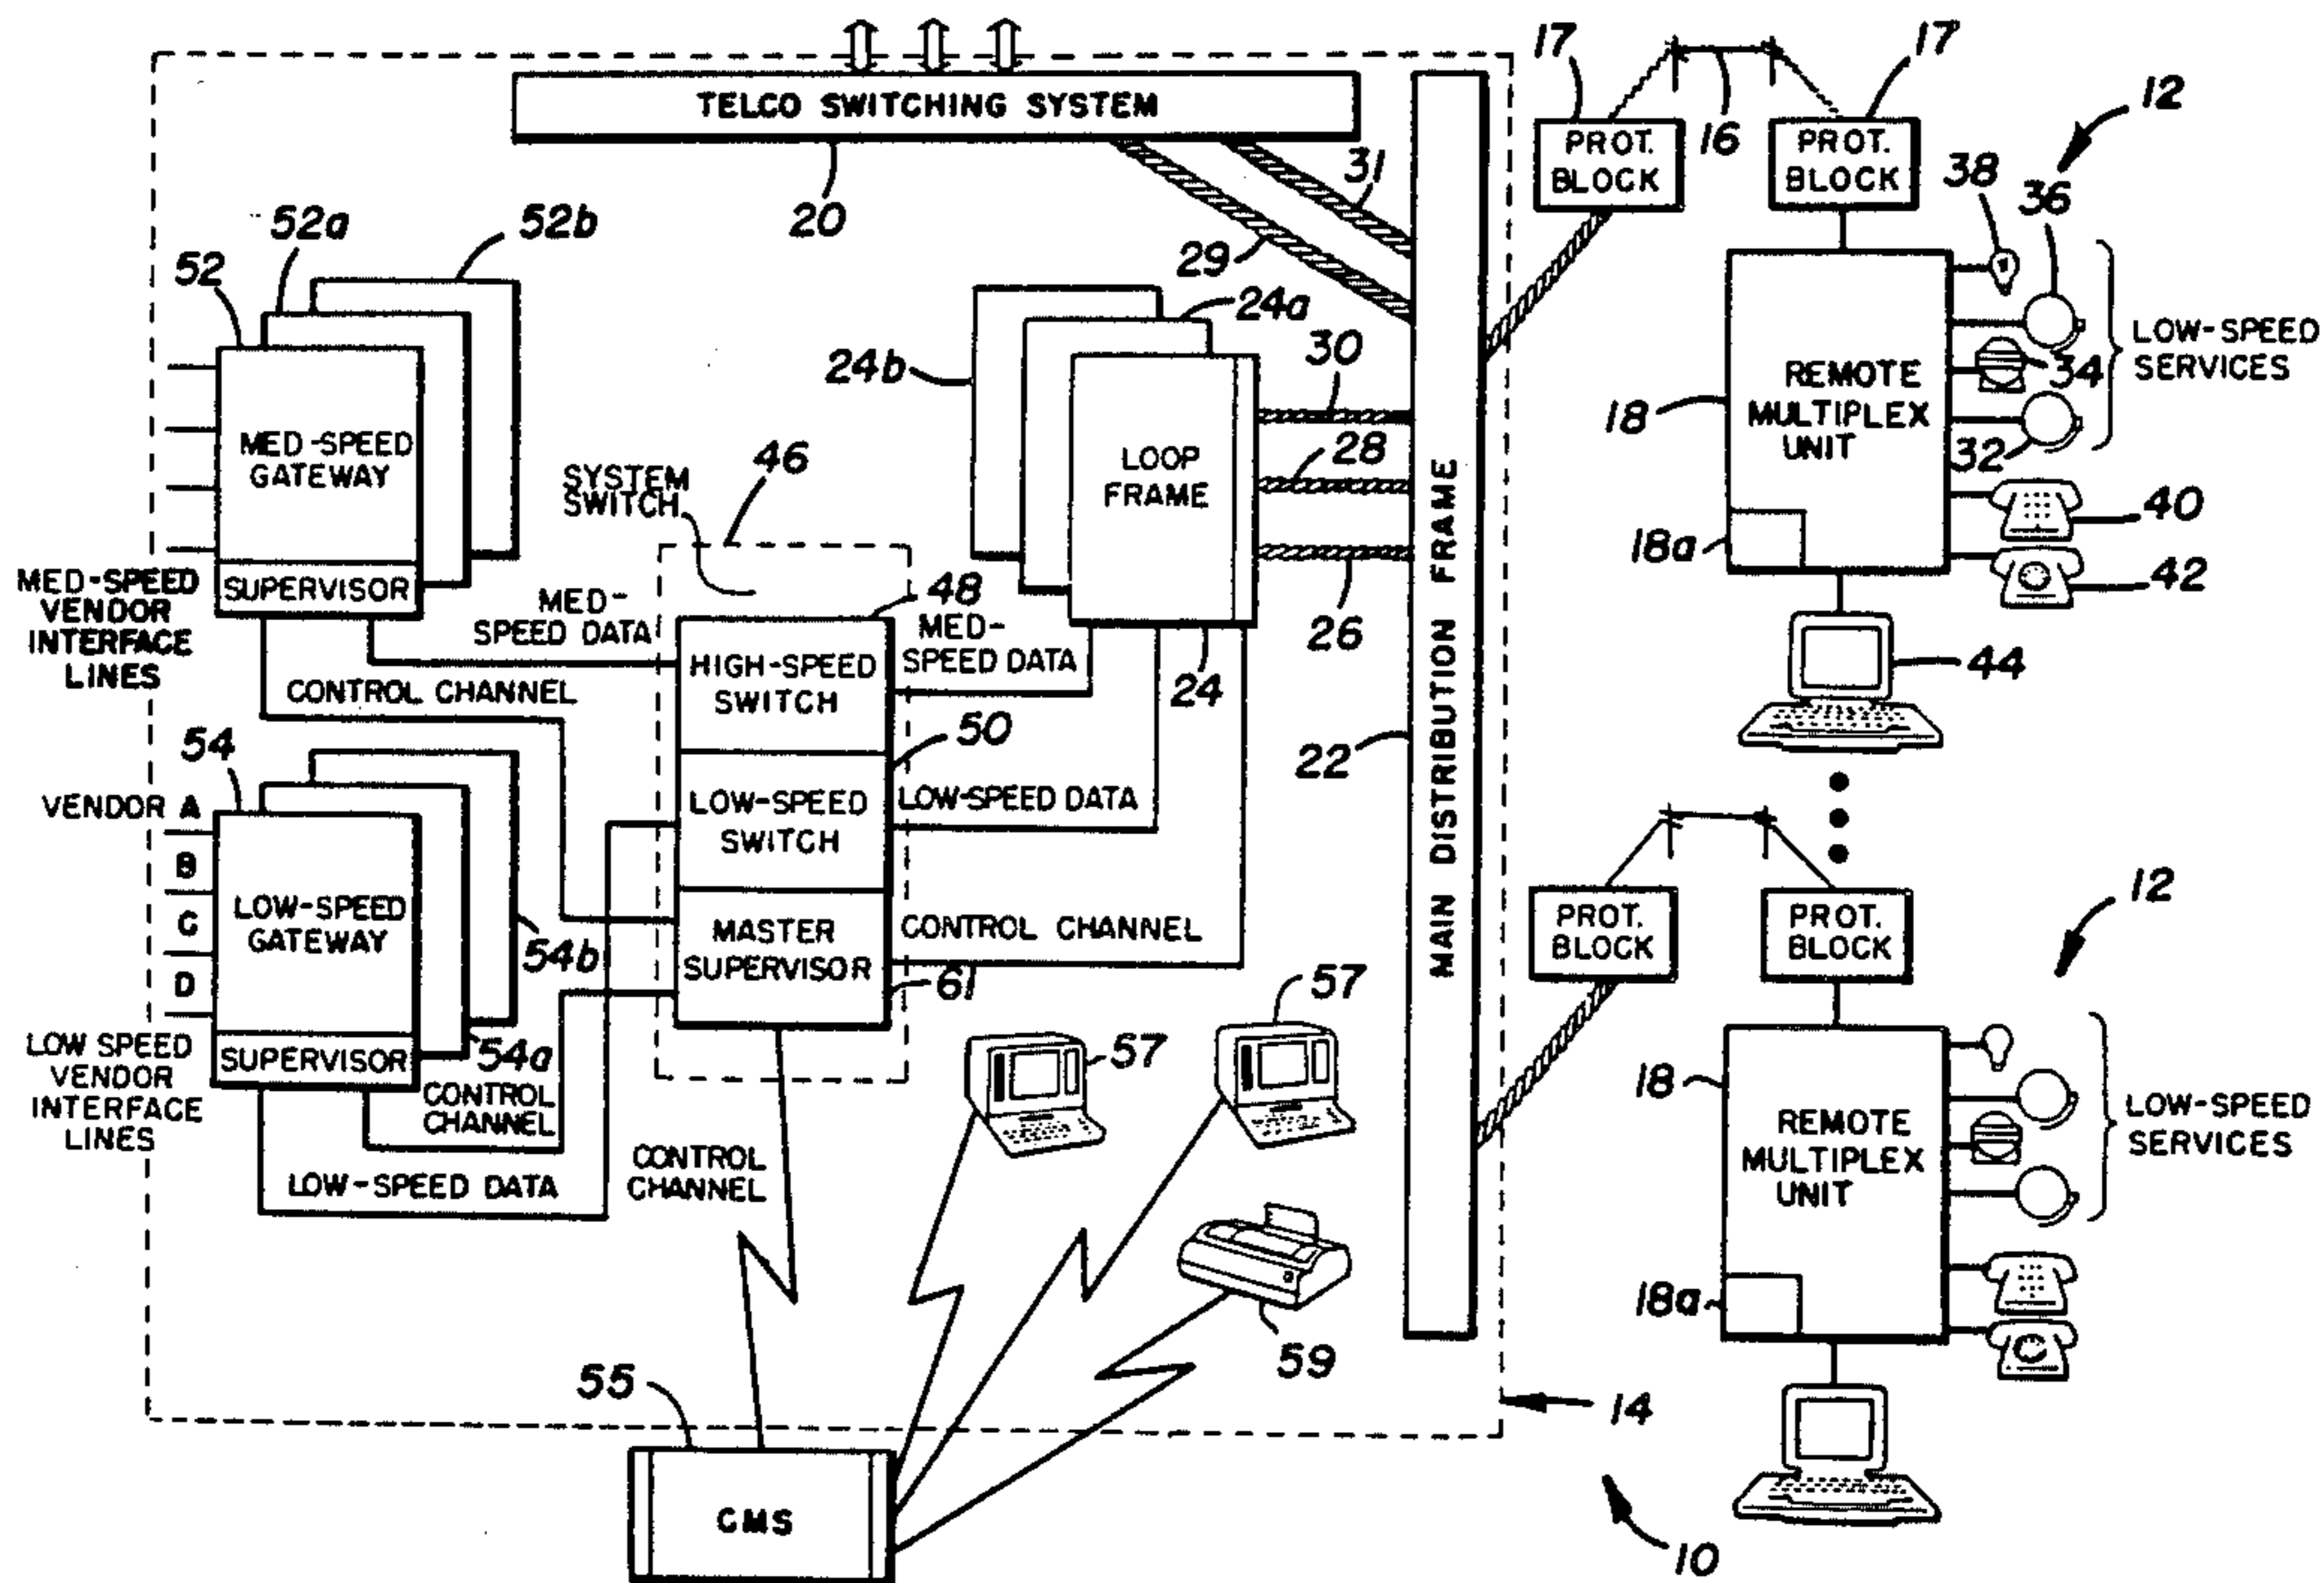 TELCO SWITCHING SYSTEM
20
31
29
17
17
16
12
PROT.
BLOCK
PROT.
BLOCK
38
36
34
32
LOW-SPEED
SERVICES
18
REMOTE
MULTIPLEX
UNIT
18a
40
42
44
52
52a
52b
MED-SPEED
GATEWAY
SUPERVISOR
MED-SPEED
VENDOR
INTERFACE
LINES
24a
24b
LOOP
FRAME
24
30
28
26
22
MAIN DISTRIBUTION FRAME
SYSTEM
SWITCH
46
48
MED-
SPEED DATA
MED-
SPEED DATA
HIGH-SPEED
SWITCH
CONTROL CHANNEL
50
LOW-SPEED
SWITCH
LOW-SPEED DATA
MASTER
SUPERVISOR
CONTROL CHANNEL
61
54
VENDOR A
B
C
D
LOW-SPEED
GATEWAY
54b
54a
SUPERVISOR
LOW SPEED
VENDOR
INTERFACE
LINES
CONTROL
CHANNEL
LOW-SPEED DATA
CONTROL
CHANNEL
57
57
59
55
CMS
PROT.
BLOCK
PROT.
BLOCK
12
18
REMOTE
MULTIPLEX
UNIT
18a
LOW-SPEED
SERVICES
14
10